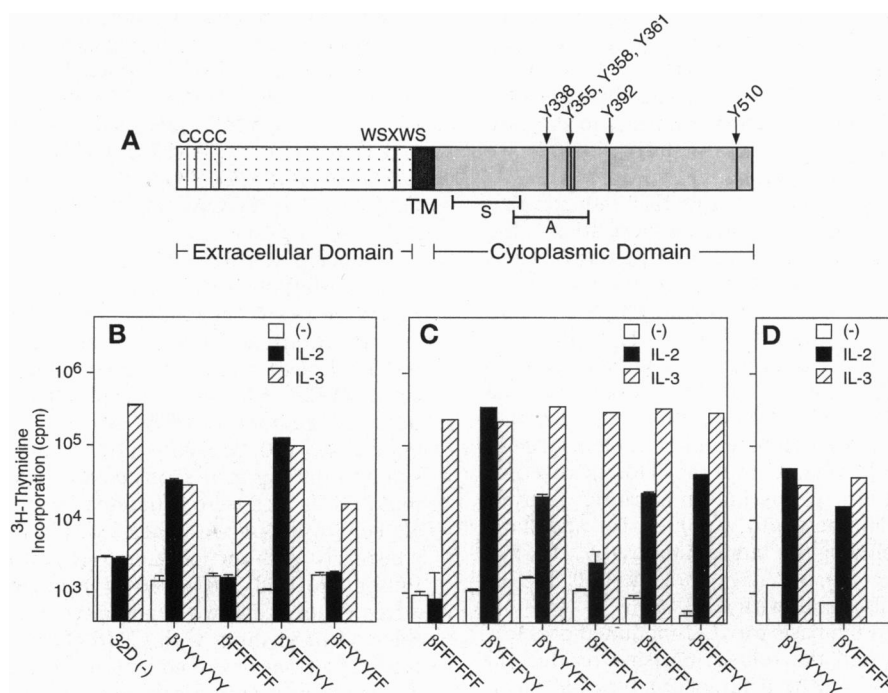 Y338
Y355, Y358, Y361
Y392
Y510
A
CCCC
WSXWS
TM
S
A
Extracellular Domain
Cytoplasmic Domain
B
(-)
IL-2
IL-3
C
(-)
IL-2
IL-3
D
(-)
IL-2
IL-3
10⁶
10⁵
10⁴
10³
³H-Thymidine
Incorporation (cpm)
32D (-)
βYYYYYY
βFFFFFF
βYFFFYY
βFYYYFF
βFFFFFF
βYFFFYY
βYYYYFF
βFFFFYF
βFFFFFY
βFFFFYY
βYYYYYY
βYFFFFF